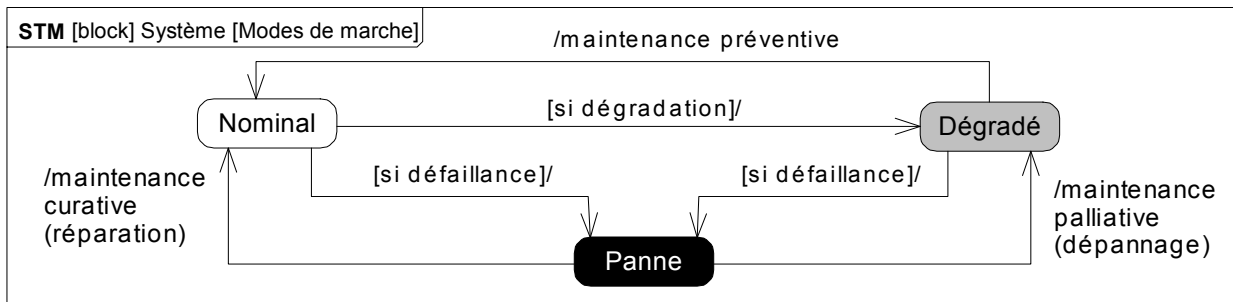 STM [block] Système [Modes de marche]
/maintenance préventive
Nominal
[si dégradation]/
Dégradé
[si défaillance]/
[si défaillance]/
/maintenance
curative
(réparation)
/maintenance
palliative
(dépannage)
Panne